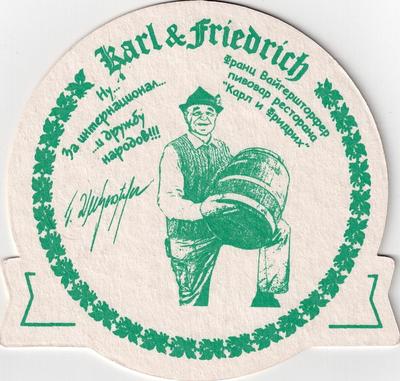 Karl & Friedrich
Ну...
За интернационал...
...и дружбу
народов!!!
Франц Вайгершторфер
пивовар ресторана
"Карл и Фридрих"